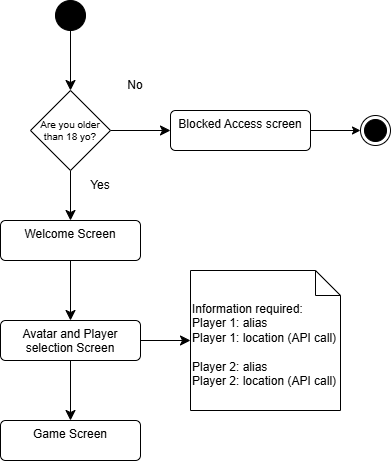 No
Are you older
than 18 yo?
Blocked Access screen
Yes
Welcome Screen
Avatar and Player
selection Screen
Information required:
Player 1: alias
Player 1: location (API call)
Player 2: alias
Player 2: location (API call)
Game Screen